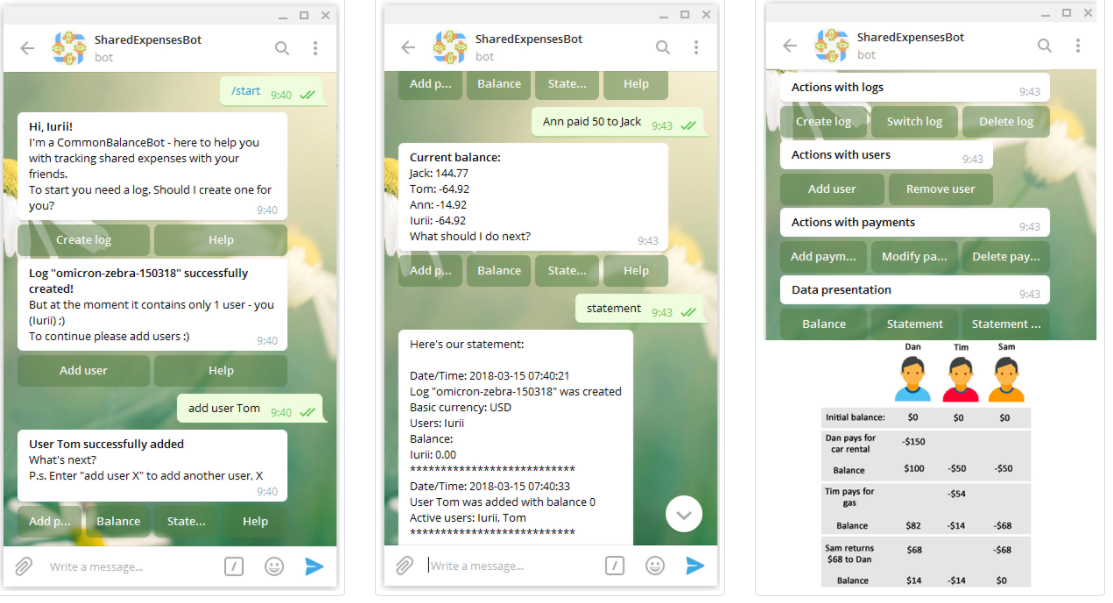 SharedExpensesBot
bot
/start 9:40
Hi, Iurii!
I'm a CommonBalanceBot - here to help you
with tracking shared expenses with your
friends.
To start you need a log. Should I create one for
you?
9:40
Create log Help
Log "omicron-zebra-150318" successfully
created!
But at the moment it contains only 1 user - you
(Iurii) :)
To continue please add users :)
9:40
Add user Help
add user Tom 9:40
User Tom successfully added
What's next?
P.s. Enter "add user X" to add another user, X
9:40
Add p... Balance State... Help
Write a message...
SharedExpensesBot
bot
Add p... Balance State... Help
Ann paid 50 to Jack 9:43
Current balance:
Jack: 144.77
Tom: -64.92
Ann: -14.92
Iurii: -64.92
What should I do next?
9:43
Add p... Balance State... Help
statement 9:43
Here's our statement:
Date/Time: 2018-03-15 07:40:21
Log "omicron-zebra-150318" was created
Basic currency: USD
Users: Iurii
Balance:
Iurii: 0.00
***************************
Date/Time: 2018-03-15 07:40:33
User Tom was added with balance 0
Active users: Iurii, Tom
***************************
Write a message...
SharedExpensesBot
bot
Actions with logs
9:43
Create log Switch log Delete log
Actions with users
9:43
Add user Remove user
Actions with payments
9:43
Add paym... Modify pa... Delete pay...
Data presentation
9:43
Balance Statement Statement ...
Dan Tim Sam
Initial balance: $0 $0 $0
Dan pays for -$150
car rental
Balance $100 -$50 -$50
Tim pays for -$54
gas
Balance $82 -$14 -$68
Sam returns $68 -$68
$68 to Dan
Balance $14 -$14 $0